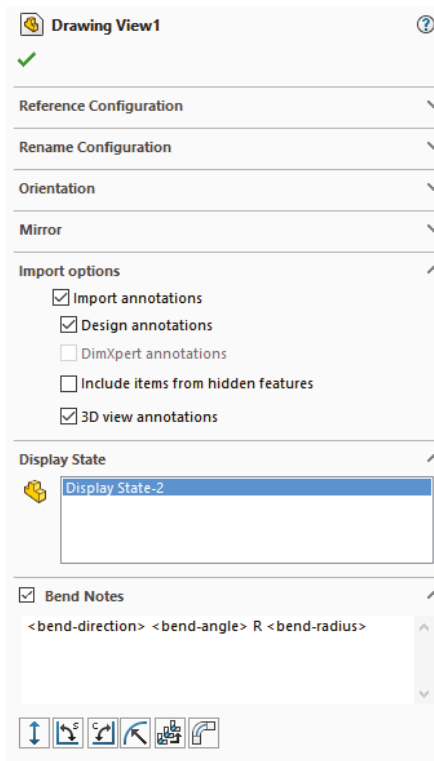 Drawing View1
Reference Configuration
Rename Configuration
Orientation
Mirror
Import options
Import annotations
Design annotations
DimXpert annotations
Include items from hidden features
3D view annotations
Display State
Display State-2
Bend Notes
<bend-direction> <bend-angle> R <bend-radius>
S
C